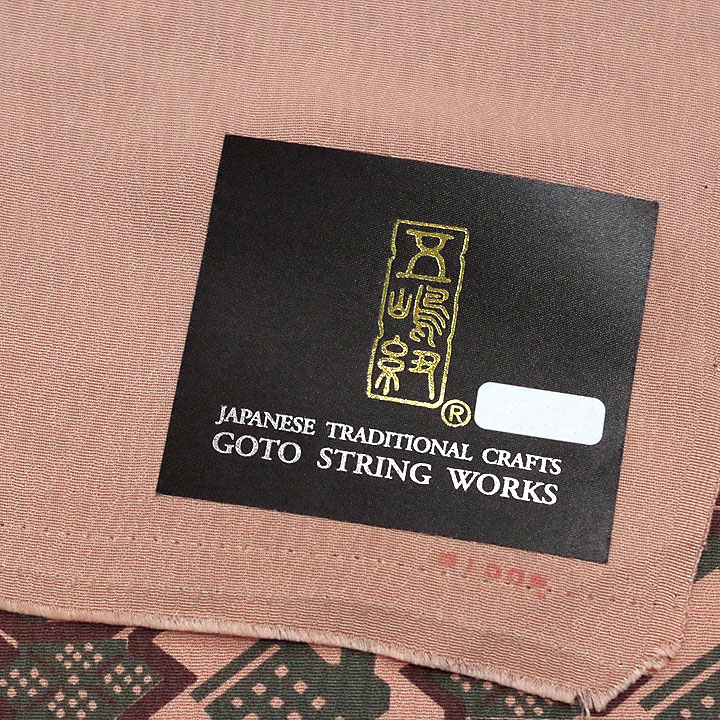 五嶋紐
®
JAPANESE TRADITIONAL CRAFTS
GOTO STRING WORKS